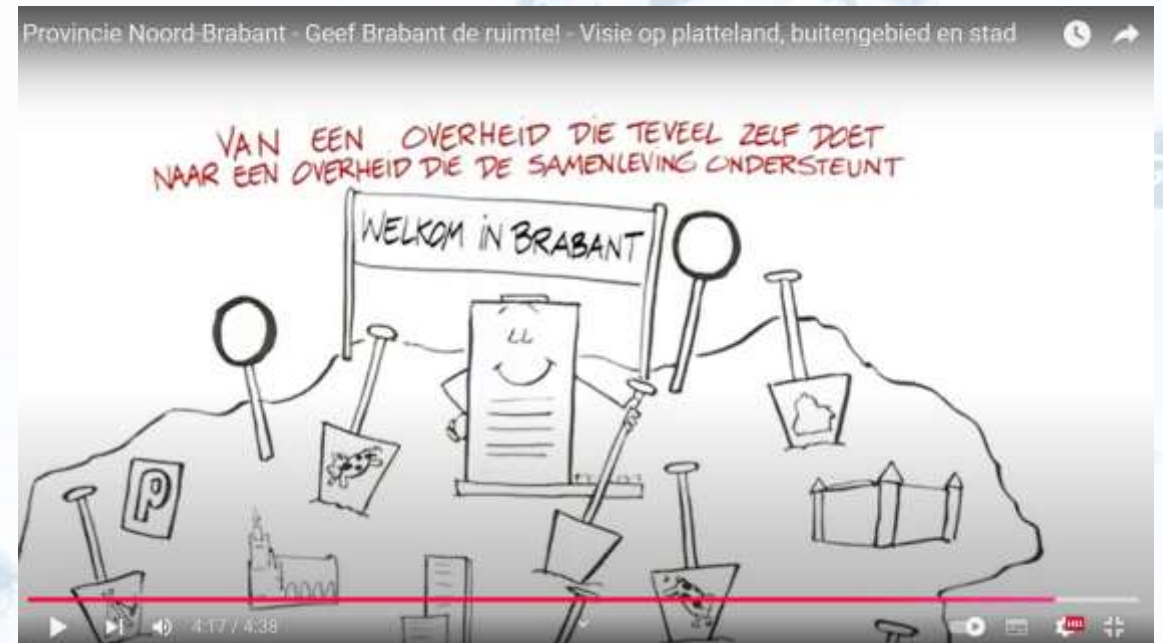 Provincie Noord-Brabant - Geef Brabant de ruimte! - Visie op platteland, buitengebied en stad
VAN EEN OVERHEID DIE TEVEEL ZELF DOET
NAAR EEN OVERHEID DIE DE SAMENLEVING ONDERSTEUNT
WELKOM IN BRABANT
P
4:17 / 4:38
HD